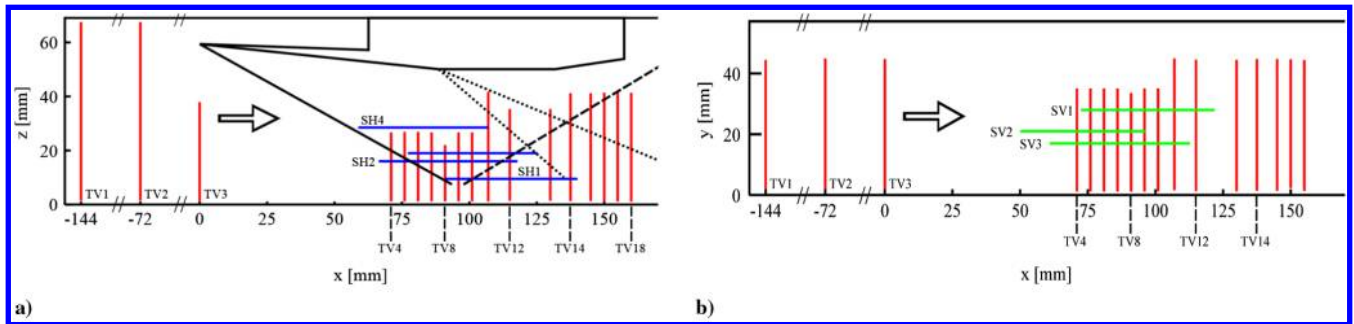 z [mm]
60
40
20
0
SH4
SH2
SH1
TV1
TV2
TV3
-144
-72
0
25
50
75
100
125
150
TV4
TV8
TV12
TV14
TV18
x [mm]
a)
y [mm]
40
20
0
SV1
SV2
SV3
TV1
TV2
TV3
-144
-72
0
25
50
75
100
125
150
TV4
TV8
TV12
TV14
x [mm]
b)